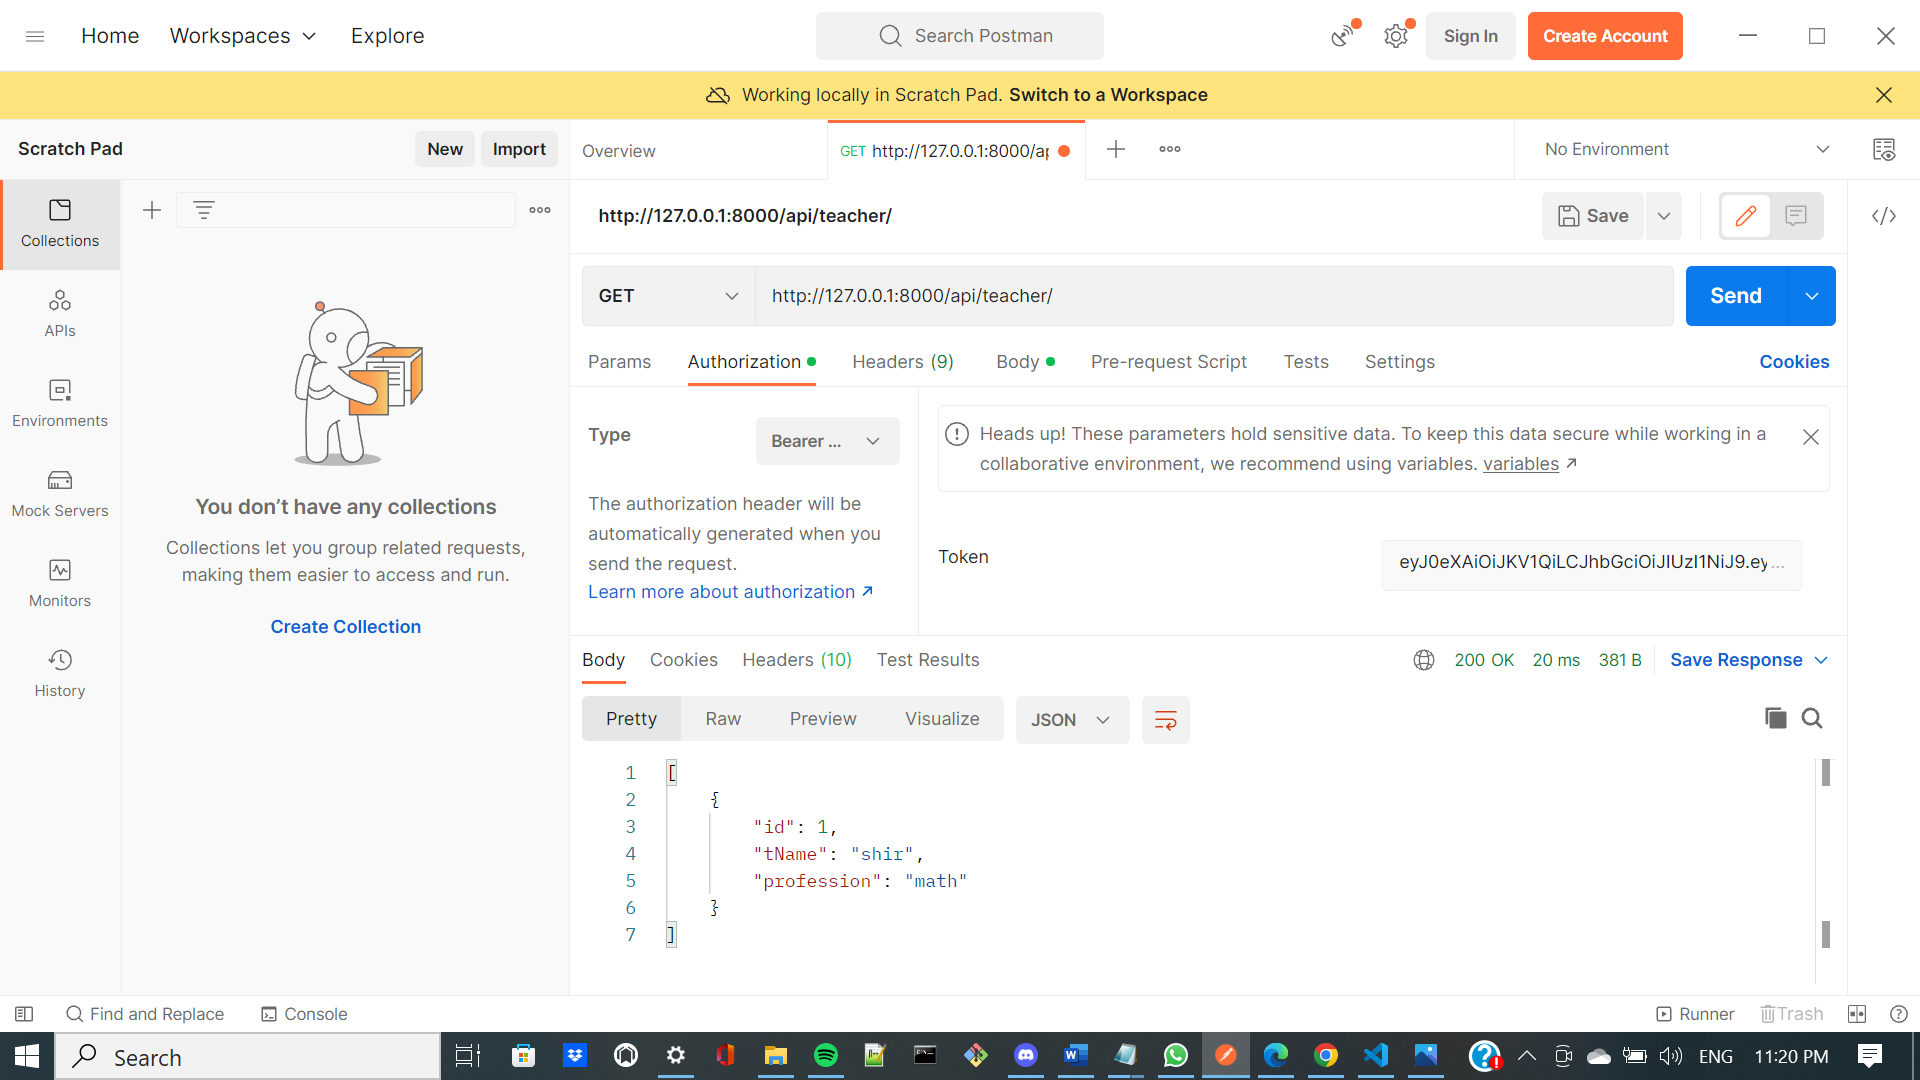 Home Workspaces Explore Search Postman Sign In Create Account
Working locally in Scratch Pad. Switch to a Workspace
Scratch Pad New Import
Overview GET http://127.0.0.1:8000/ap No Environment
Collections
APIs
Environments
Mock Servers
Monitors
History
You don’t have any collections
Collections let you group related requests,
making them easier to access and run.
Create Collection
http://127.0.0.1:8000/api/teacher/ Save
GET http://127.0.0.1:8000/api/teacher/ Send
Params Authorization Headers (9) Body Pre-request Script Tests Settings Cookies
Type Bearer ...
The authorization header will be
automatically generated when you
send the request.
Learn more about authorization ↗
Heads up! These parameters hold sensitive data. To keep this data secure while working in a
collaborative environment, we recommend using variables. variables ↗
Token eyJ0eXAiOiJKV1QiLCJhbGciOiJIUzI1NiJ9.ey...
Body Cookies Headers (10) Test Results 200 OK 20 ms 381 B Save Response
Pretty Raw Preview Visualize JSON
1 [
2 {
3 "id": 1,
4 "tName": "shir",
5 "profession": "math"
6 }
7 ]
Find and Replace Console Runner Trash
Search ENG 11:20 PM